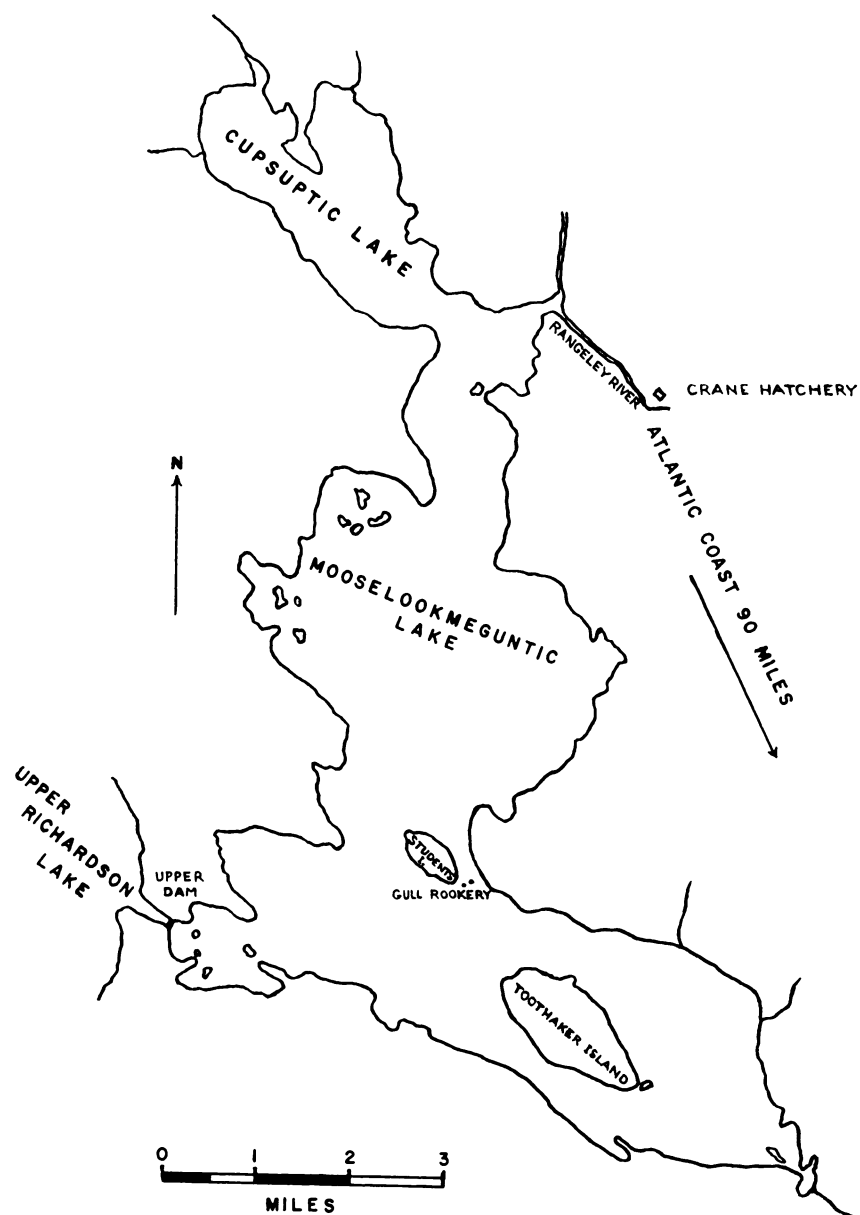 CUPSUPTIC LAKE
RANGELEY RIVER
CRANE HATCHERY
ATLANTIC COAST 90 MILES
N
MOOSELOOKMEGUNTIC
LAKE
UPPER
RICHARDSON
LAKE
UPPER
DAM
STUDENTS
I.
GULL ROOKERY
TOOTHAKER ISLAND
0 1 2 3
MILES